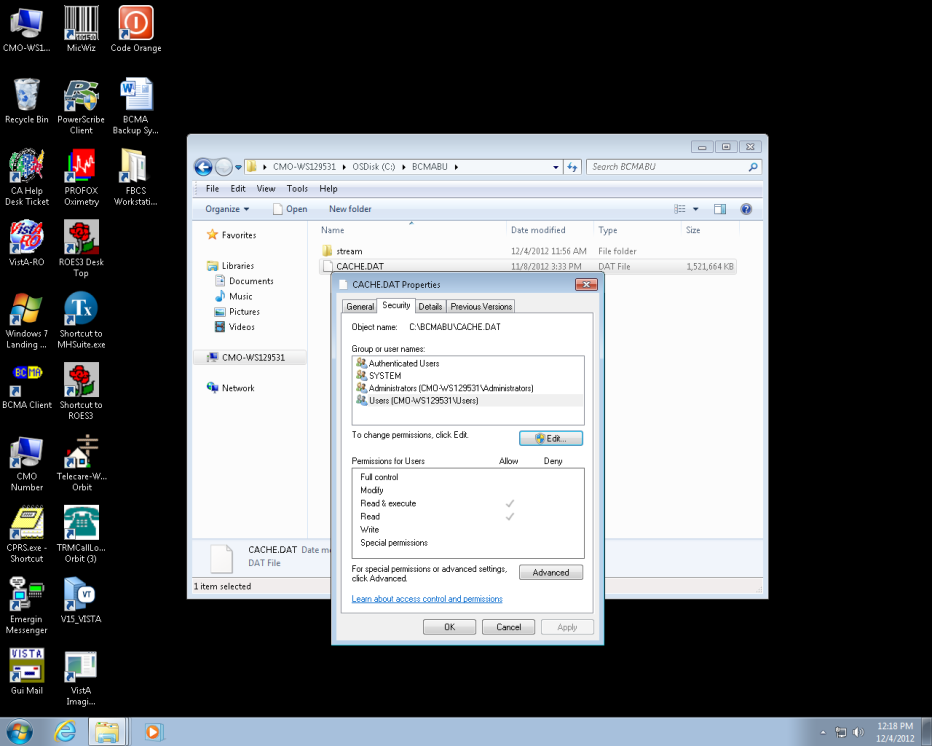 CMO-WS1...
MicWiz
Code Orange
Recycle Bin
PowerScribe
Client
BCMA
Backup Sy...
CA Help
Desk Ticket
PROFOX
Oximetry
FBCS
Workstati...
VistA-RO
ROES3 Desk
Top
Windows 7
Landing ...
Shortcut to
MHSuite.exe
BCMA
BCMA Client
Shortcut to
ROES3
CMO
Number
Telecare-W...
Orbit
CPRS.exe -
Shortcut
TRMCallLo...
Orbit (3)
Emergin
Messenger
V15_VISTA
VISTA
Gui Mail
VistA
Imagi...
CMO-WS129531
OSDisk (C:)
BCMABU
Search BCMABU
File Edit View Tools Help
Organize
Open
New folder
Name Date modified Type Size
stream 12/4/2012 11:56 AM File folder
CACHE.DAT 11/8/2012 3:33 PM DAT File 1,521,664 KB
Favorites
Libraries
Documents
Music
Pictures
Videos
CMO-WS129531
Network
CACHE.DAT Date m
DAT File
1 item selected
CACHE.DAT Properties
General Security Details Previous Versions
Object name: C:\BCMABU\CACHE.DAT
Group or user names:
Authenticated Users
SYSTEM
Administrators (CMO-WS129531\Administrators)
Users (CMO-WS129531\Users)
To change permissions, click Edit.
Edit...
Permissions for Users Allow Deny
Full control
Modify
Read & execute
Read
Write
Special permissions
For special permissions or advanced settings,
click Advanced.
Advanced
Learn about access control and permissions
OK Cancel Apply
12:18 PM
12/4/2012